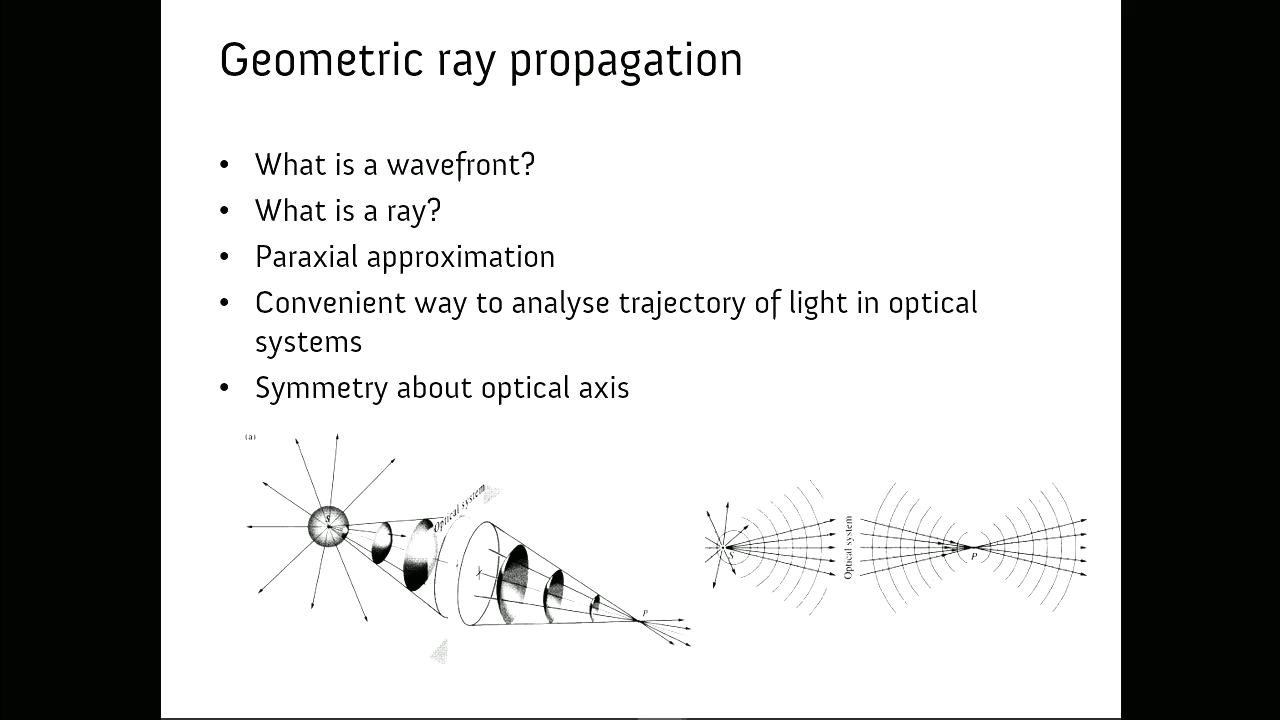 Geometric ray propagation
• What is a wavefront?
• What is a ray?
• Paraxial approximation
• Convenient way to analyse trajectory of light in optical
systems
• Symmetry about optical axis
(a)
S
Optical system
P
S
Optical system
P